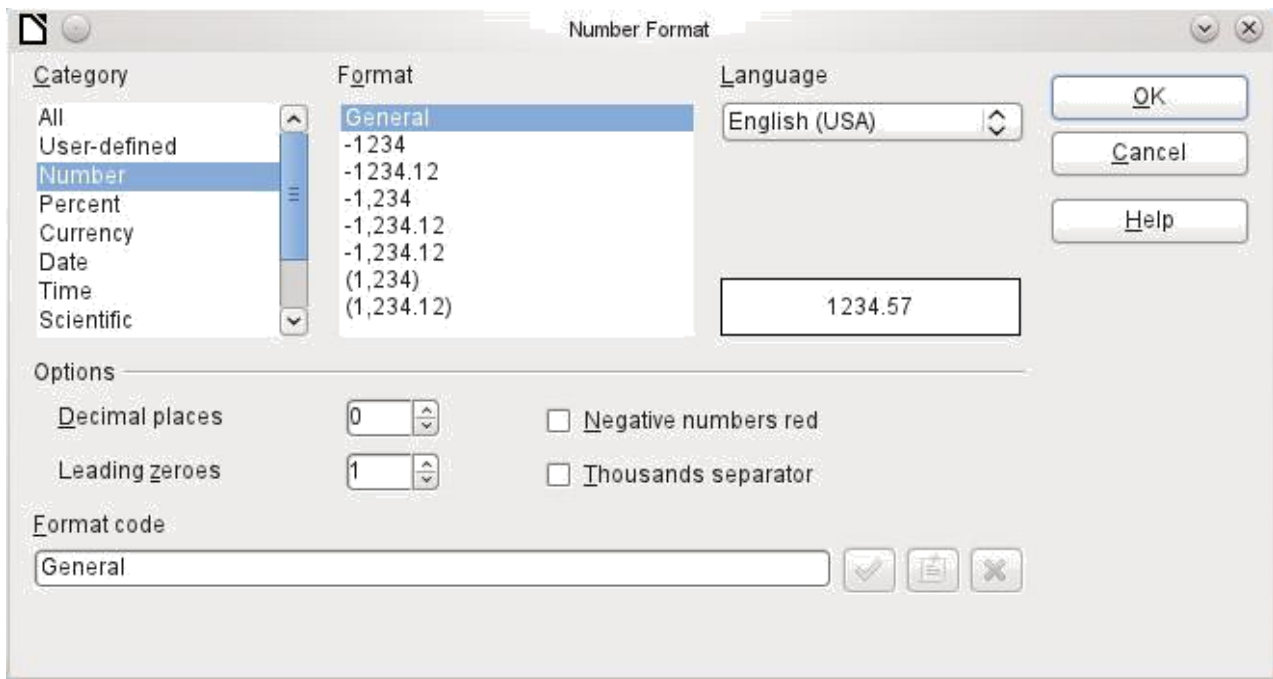 Number Format
Category
All
User-defined
Number
Percent
Currency
Date
Time
Scientific
Format
General
-1234
-1234.12
-1,234
-1,234.12
-1,234.12
(1,234)
(1,234.12)
Language
English (USA)
1234.57
OK
Cancel
Help
Options
Decimal places 0
Negative numbers red
Leading zeroes 1
Thousands separator
Format code
General